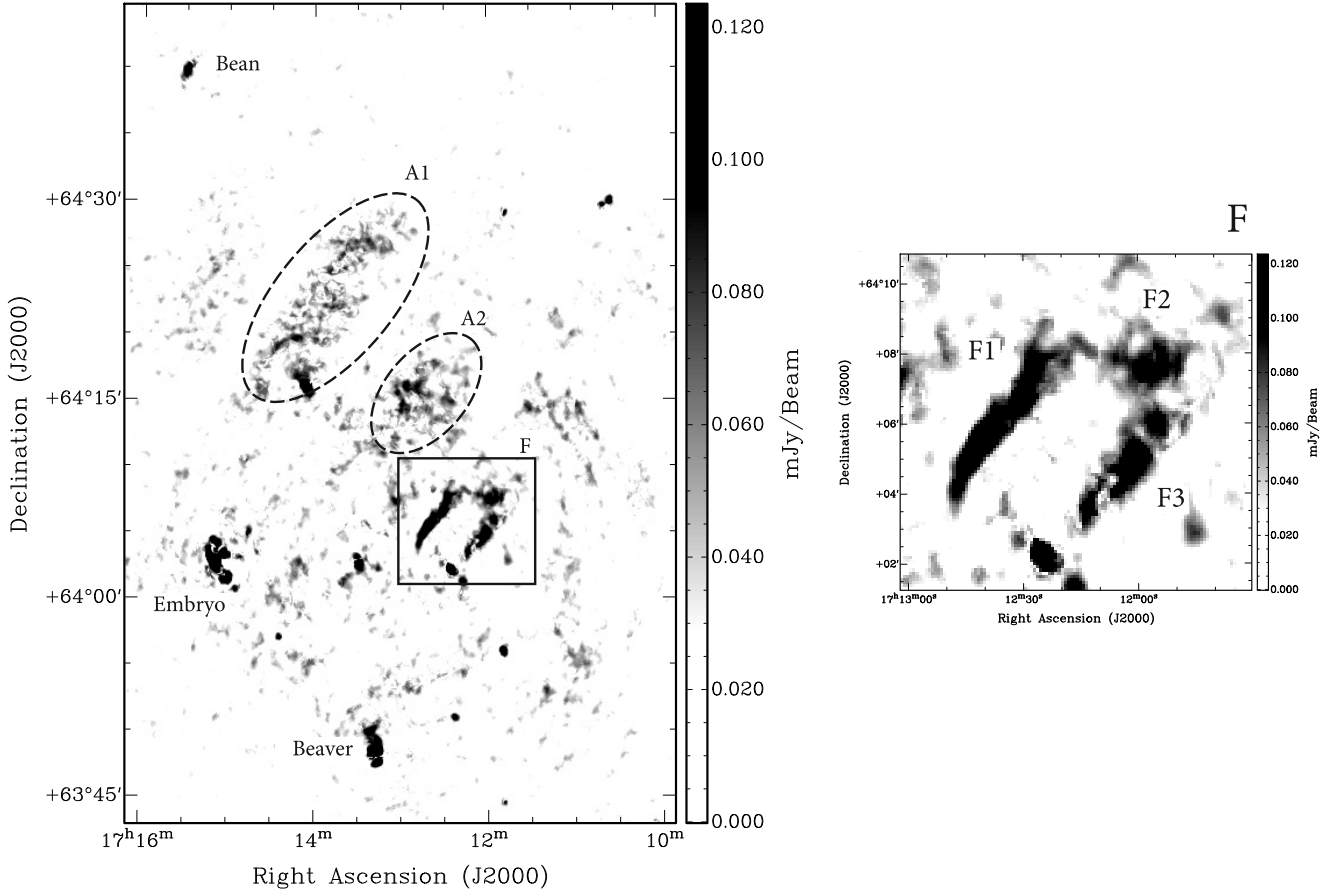 Bean
A1
A2
F
Embryo
Beaver
+64°30′
+64°15′
+64°00′
+63°45′
17ʰ16ᵐ
14ᵐ
12ᵐ
10ᵐ
Declination (J2000)
Right Ascension (J2000)
0.120
0.100
0.080
0.060
0.040
0.020
0.000
mJy/Beam
F
F2
F1
F3
+64°10′
+08′
+06′
+04′
+02′
17ʰ13ᵐ00ˢ
12ᵐ30ˢ
12ᵐ00ˢ
Declination (J2000)
Right Ascension (J2000)
0.120
0.100
0.080
0.060
0.040
0.020
0.000
mJy/Beam